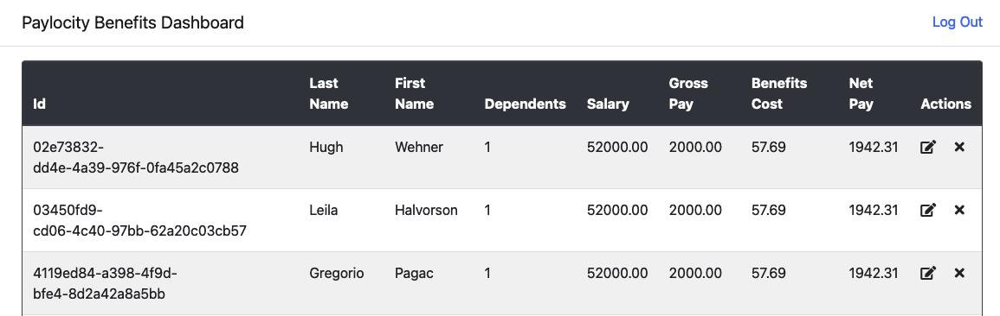 Paylocity Benefits Dashboard Log Out
Id Last Name First Name Dependents Salary Gross Pay Benefits Cost Net Pay Actions
02e73832-
dd4e-4a39-976f-0fa45a2c0788 Hugh Wehner 1 52000.00 2000.00 57.69 1942.31
03450fd9-
cd06-4c40-97bb-62a20c03cb57 Leila Halvorson 1 52000.00 2000.00 57.69 1942.31
4119ed84-a398-4f9d-
bfe4-8d2a42a8a5bb Gregorio Pagac 1 52000.00 2000.00 57.69 1942.31